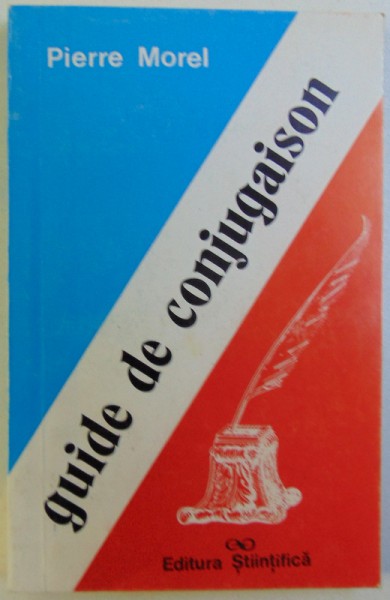 Pierre Morel
guide de conjugaison
Editura Științifică